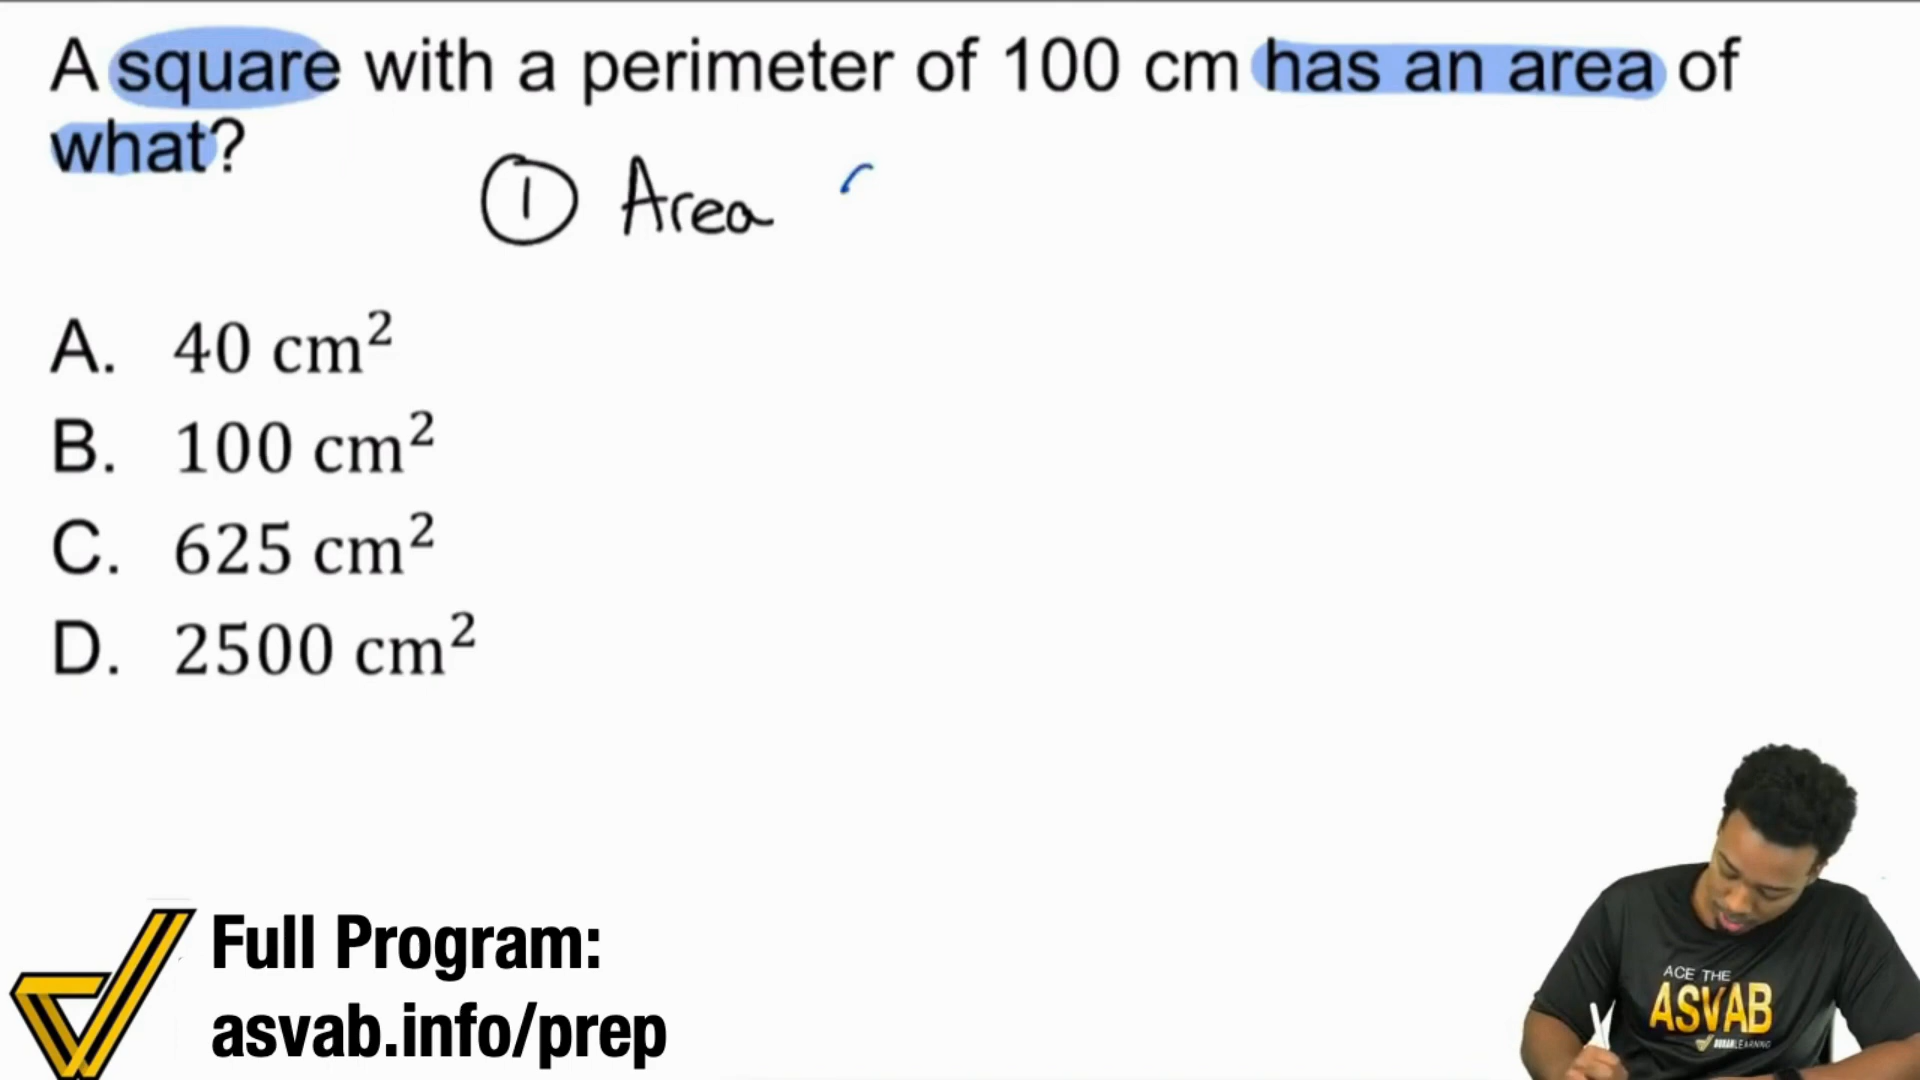 A square with a perimeter of 100 cm has an area of
what?
① Area
A. 40 cm²
B. 100 cm²
C. 625 cm²
D. 2500 cm²
Full Program:
asvab.info/prep
ACE THE
ASVAB
DURANLEARNING